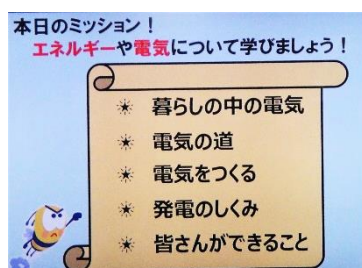 本日のミッション！
エネルギーや電気について学びましょう！
☀ 暮らしの中の電気
☀ 電気の道
☀ 電気をつくる
☀ 発電のしくみ
☀ 皆さんができること